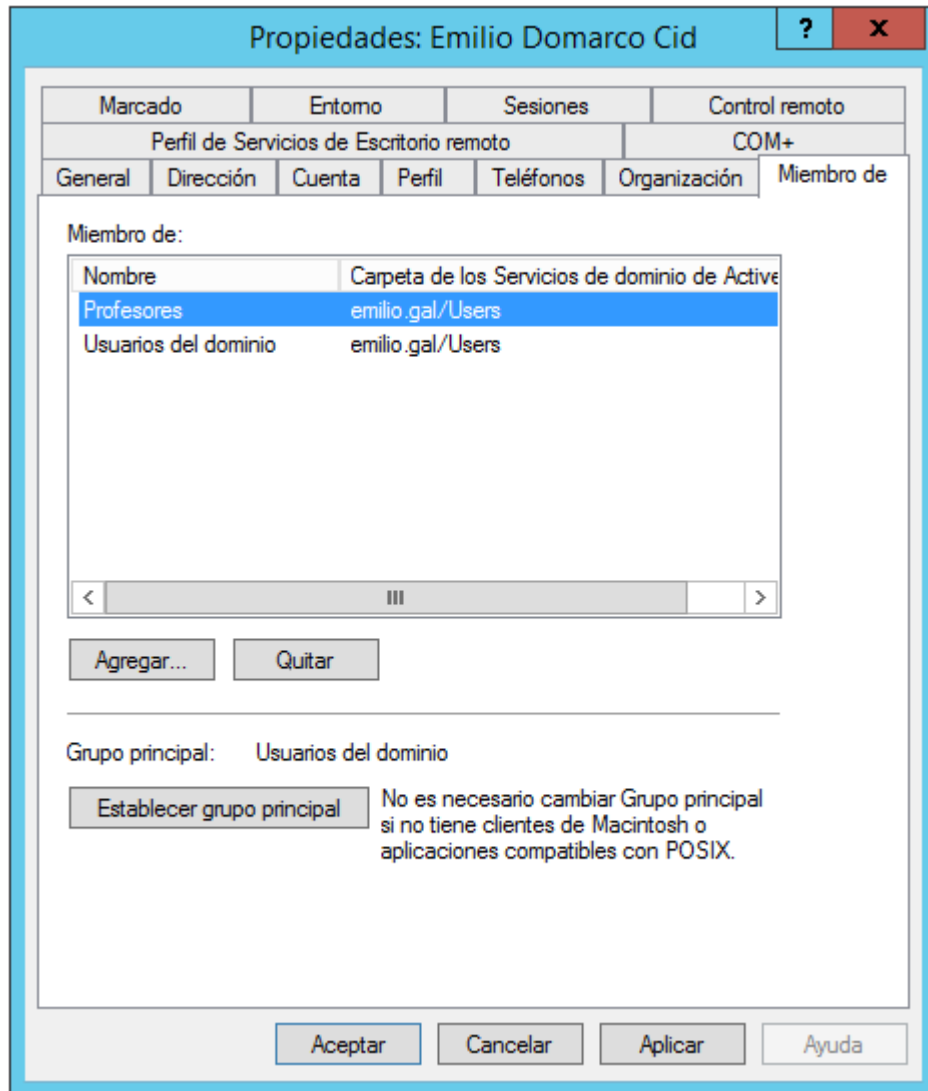 Propiedades: Emilio Domarco Cid
? x
Marcado Entorno Sesiones Control remoto
Perfil de Servicios de Escritorio remoto COM+
General Dirección Cuenta Perfil Teléfonos Organización Miembro de
Miembro de:
Nombre Carpeta de los Servicios de dominio de Active
Profesores emilio.gal/Users
Usuarios del dominio emilio.gal/Users
Agregar... Quitar
Grupo principal: Usuarios del dominio
Establecer grupo principal
No es necesario cambiar Grupo principal
si no tiene clientes de Macintosh o
aplicaciones compatibles con POSIX.
Aceptar Cancelar Aplicar Ayuda